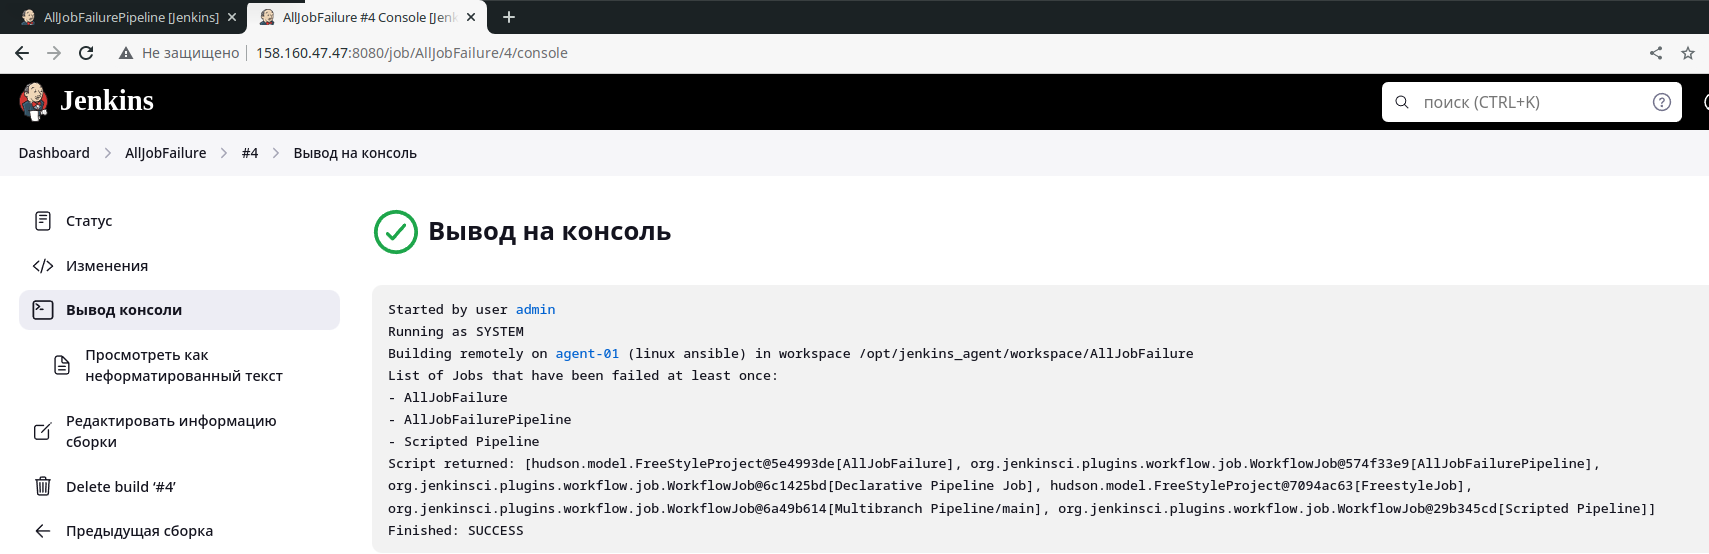 AllJobFailurePipeline [Jenkins]
AllJobFailure #4 Console [Jenk
Не защищено
158.160.47.47:8080/job/AllJobFailure/4/console
Jenkins
поиск (CTRL+K)
Dashboard
AllJobFailure
#4
Вывод на консоль
Статус
Изменения
Вывод консоли
Просмотреть как
неформатированный текст
Редактировать информацию
сборки
Delete build ‘#4’
Предыдущая сборка
Вывод на консоль
Started by user admin
Running as SYSTEM
Building remotely on agent-01 (linux ansible) in workspace /opt/jenkins_agent/workspace/AllJobFailure
List of Jobs that have been failed at least once:
- AllJobFailure
- AllJobFailurePipeline
- Scripted Pipeline
Script returned: [hudson.model.FreeStyleProject@5e4993de[AllJobFailure], org.jenkinsci.plugins.workflow.job.WorkflowJob@574f33e9[AllJobFailurePipeline],
org.jenkinsci.plugins.workflow.job.WorkflowJob@6c1425bd[Declarative Pipeline Job], hudson.model.FreeStyleProject@7094ac63[FreestyleJob],
org.jenkinsci.plugins.workflow.job.WorkflowJob@6a49b614[Multibranch Pipeline/main], org.jenkinsci.plugins.workflow.job.WorkflowJob@29b345cd[Scripted Pipeline]]
Finished: SUCCESS